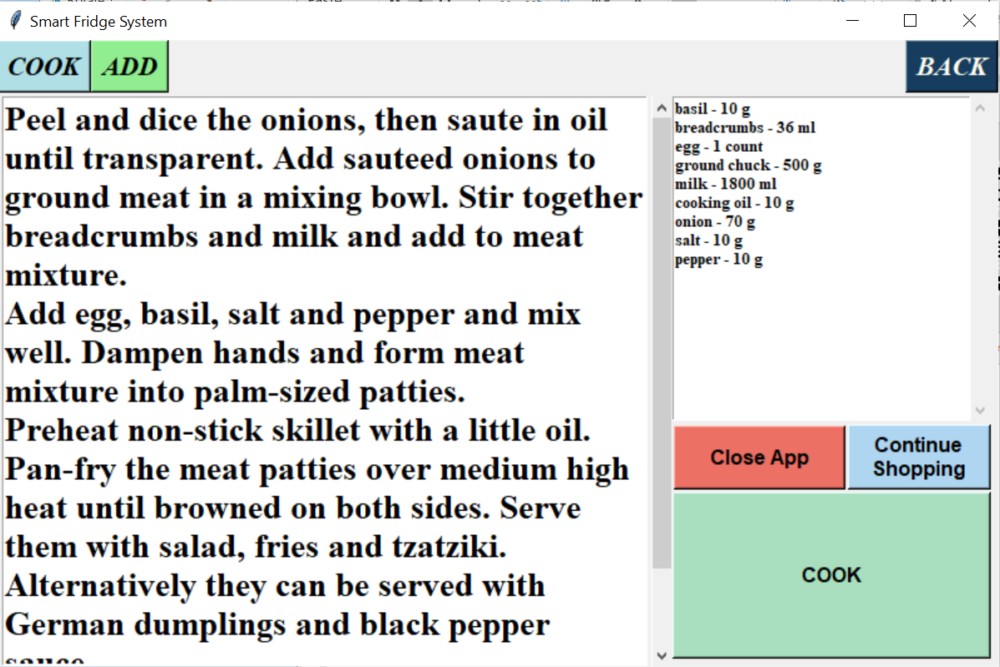 Smart Fridge System
COOK
ADD
BACK
Peel and dice the onions, then saute in oil
until transparent. Add sauteed onions to
ground meat in a mixing bowl. Stir together
breadcrumbs and milk and add to meat
mixture.
Add egg, basil, salt and pepper and mix
well. Dampen hands and form meat
mixture into palm-sized patties.
Preheat non-stick skillet with a little oil.
Pan-fry the meat patties over medium high
heat until browned on both sides. Serve
them with salad, fries and tzatziki.
Alternatively they can be served with
German dumplings and black pepper
sauce
basil - 10 g
breadcrumbs - 36 ml
egg - 1 count
ground chuck - 500 g
milk - 1800 ml
cooking oil - 10 g
onion - 70 g
salt - 10 g
pepper - 10 g
Close App
Continue
Shopping
COOK